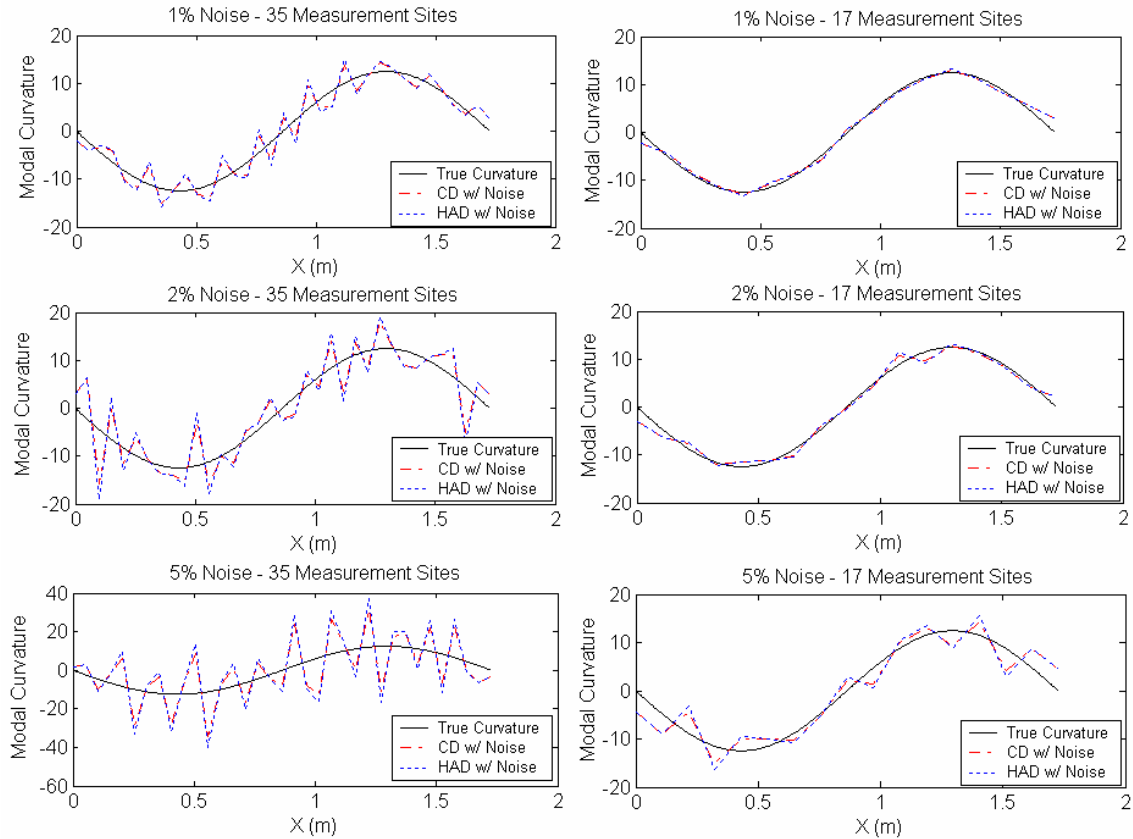 1% Noise - 35 Measurement Sites
20
10
0
-10
-20
Modal Curvature
True Curvature
CD w/ Noise
HAD w/ Noise
0 0.5 1 1.5 2
X (m)
1% Noise - 17 Measurement Sites
20
10
0
-10
-20
Modal Curvature
True Curvature
CD w/ Noise
HAD w/ Noise
0 0.5 1 1.5 2
X (m)
2% Noise - 35 Measurement Sites
20
10
0
-10
-20
Modal Curvature
True Curvature
CD w/ Noise
HAD w/ Noise
0 0.5 1 1.5 2
X (m)
2% Noise - 17 Measurement Sites
20
10
0
-10
-20
Modal Curvature
True Curvature
CD w/ Noise
HAD w/ Noise
0 0.5 1 1.5 2
X (m)
5% Noise - 35 Measurement Sites
40
20
0
-20
-40
-60
Modal Curvature
True Curvature
CD w/ Noise
HAD w/ Noise
0 0.5 1 1.5 2
X (m)
5% Noise - 17 Measurement Sites
20
10
0
-10
-20
Modal Curvature
True Curvature
CD w/ Noise
HAD w/ Noise
0 0.5 1 1.5 2
X (m)